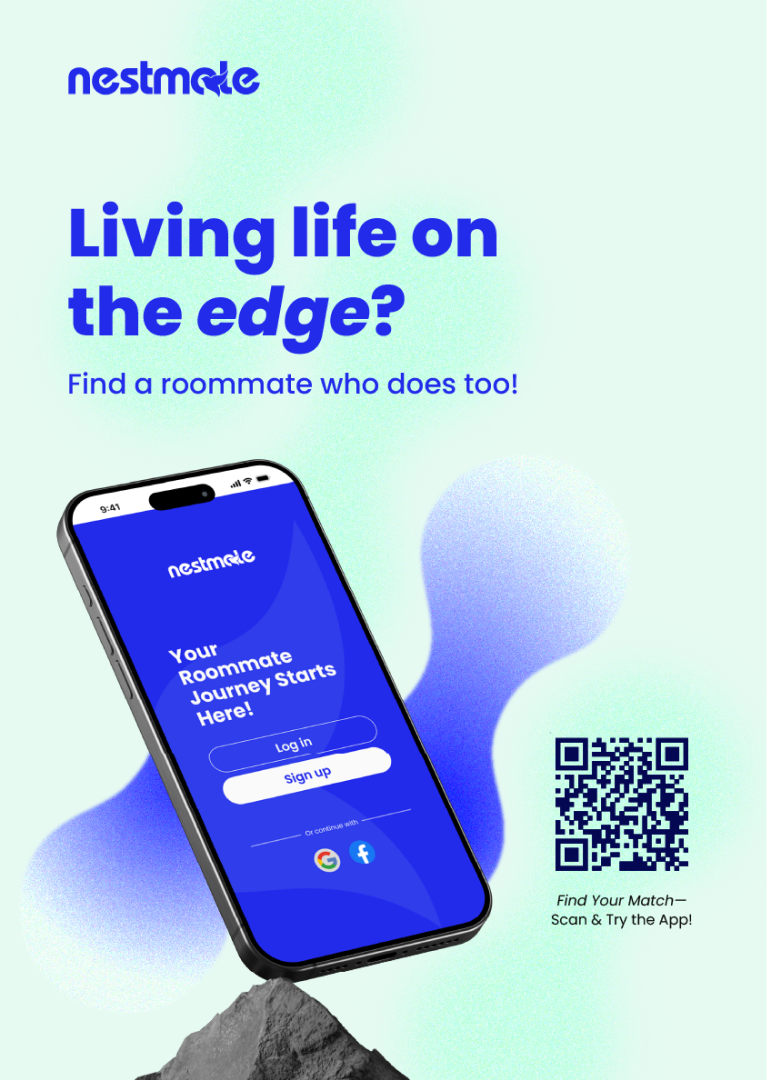 nestmate
Living life on
the edge?
Find a roommate who does too!
9:41
nestmate
Your
Roommate
Journey Starts
Here!
Log in
Sign up
Or continue with
Find Your Match—
Scan & Try the App!